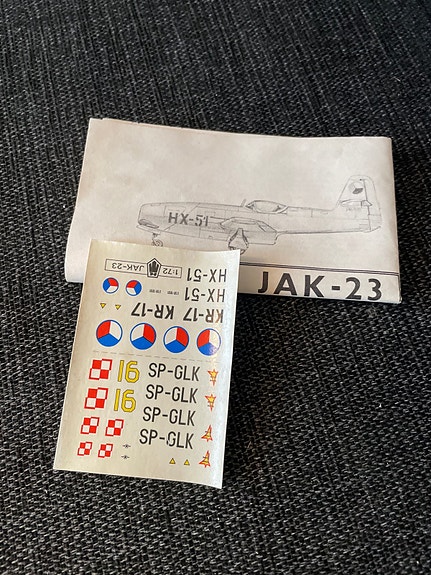 HX-51
JAK-23
1:72 JAK-23
HX-51
HX-51
KR-17 KR-17
16 SP-GLK
16 SP-GLK
SP-GLK
SP-GLK